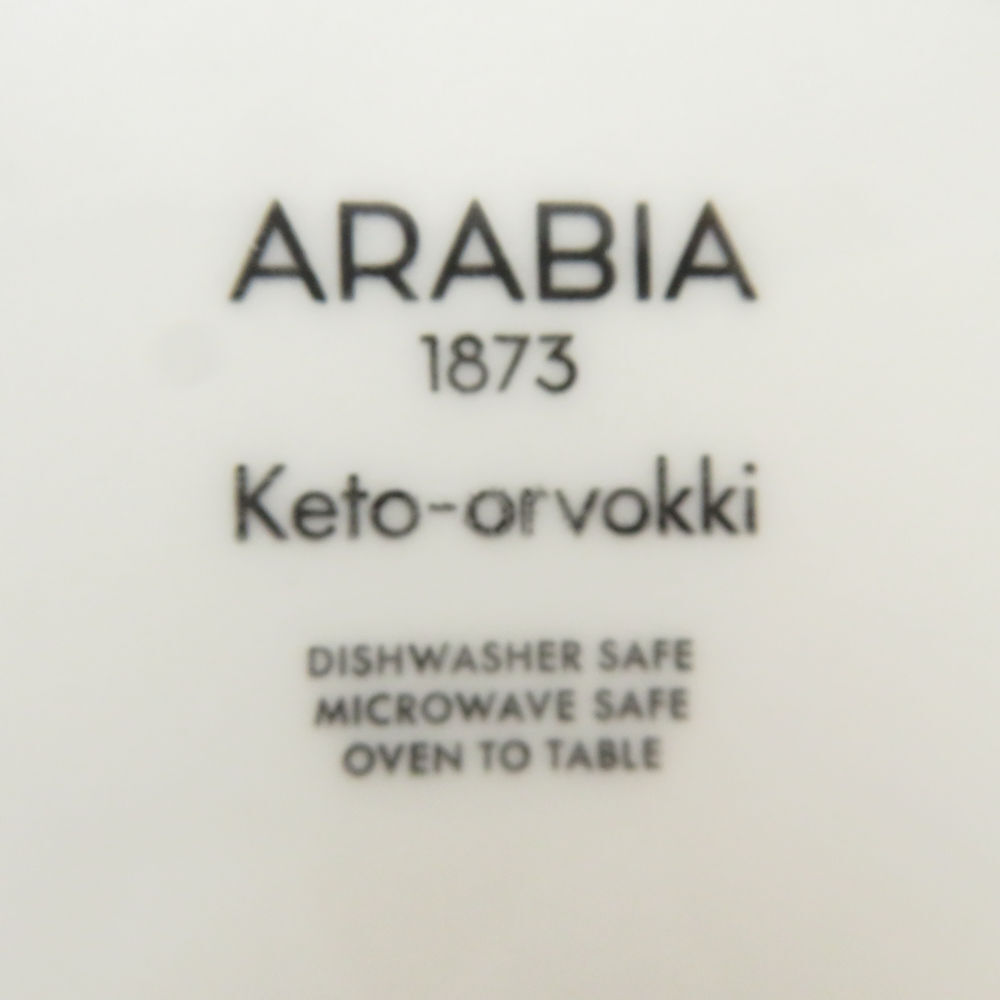 ARABIA
1873
Keto-orvokki
DISHWASHER SAFE
MICROWAVE SAFE
OVEN TO TABLE